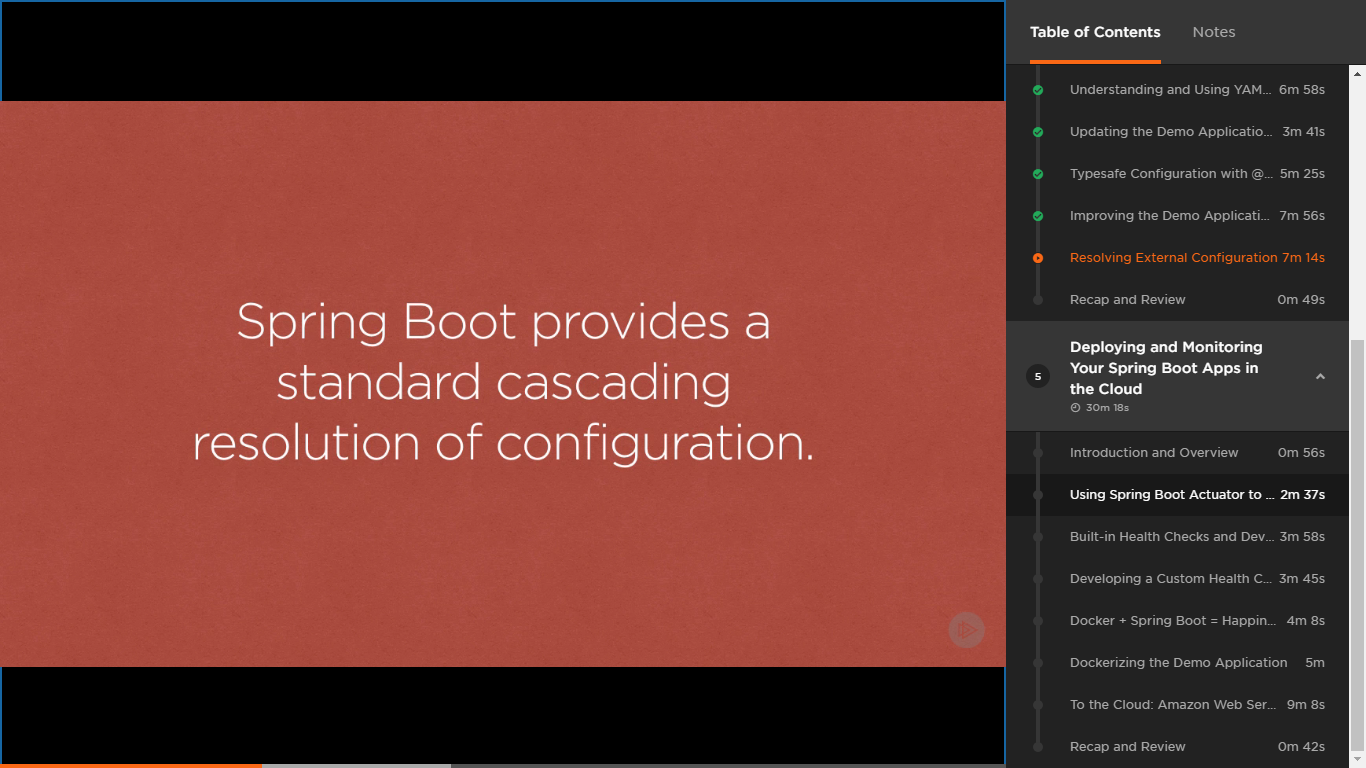 Spring Boot provides a
standard cascading
resolution of configuration.
Table of Contents
Notes
Understanding and Using YAM... 6m 58s
Updating the Demo Applicatio... 3m 41s
Typesafe Configuration with @... 5m 25s
Improving the Demo Applicati... 7m 56s
Resolving External Configuration 7m 14s
Recap and Review 0m 49s
5
Deploying and Monitoring
Your Spring Boot Apps in
the Cloud
30m 18s
Introduction and Overview 0m 56s
Using Spring Boot Actuator to ... 2m 37s
Built-in Health Checks and Dev... 3m 58s
Developing a Custom Health C... 3m 45s
Docker + Spring Boot = Happin... 4m 8s
Dockerizing the Demo Application 5m
To the Cloud: Amazon Web Ser... 9m 8s
Recap and Review 0m 42s